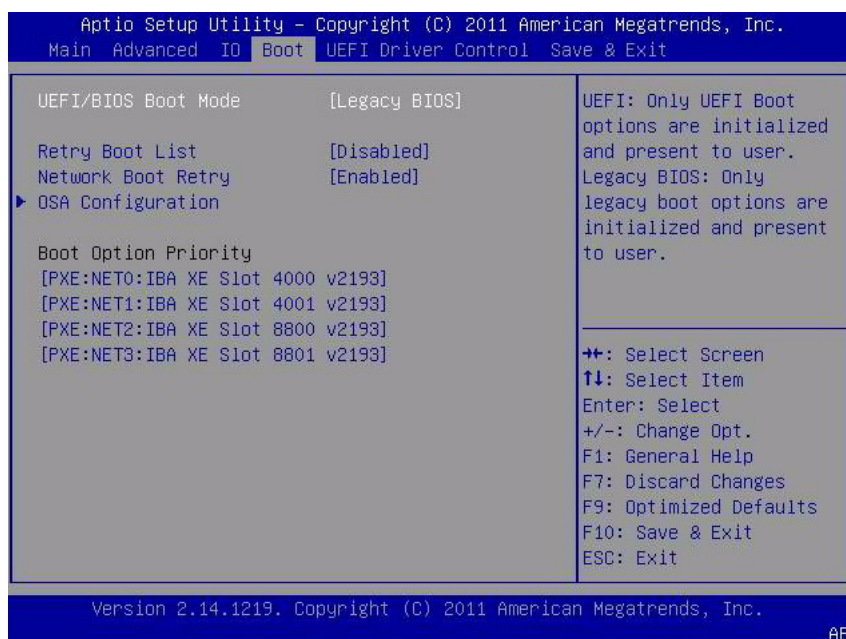 Aptio Setup Utility – Copyright (C) 2011 American Megatrends, Inc.
Main Advanced IO Boot UEFI Driver Control Save & Exit
UEFI/BIOS Boot Mode [Legacy BIOS]
Retry Boot List [Disabled]
Network Boot Retry [Enabled]
OSA Configuration
Boot Option Priority
[PXE:NET0:IBA XE Slot 4000 v2193]
[PXE:NET1:IBA XE Slot 4001 v2193]
[PXE:NET2:IBA XE Slot 8800 v2193]
[PXE:NET3:IBA XE Slot 8801 v2193]
UEFI: Only UEFI Boot
options are initialized
and present to user.
Legacy BIOS: Only
legacy boot options are
initialized and present
to user.
→←: Select Screen
↑↓: Select Item
Enter: Select
+/-: Change Opt.
F1: General Help
F7: Discard Changes
F9: Optimized Defaults
F10: Save & Exit
ESC: Exit
Version 2.14.1219. Copyright (C) 2011 American Megatrends, Inc.